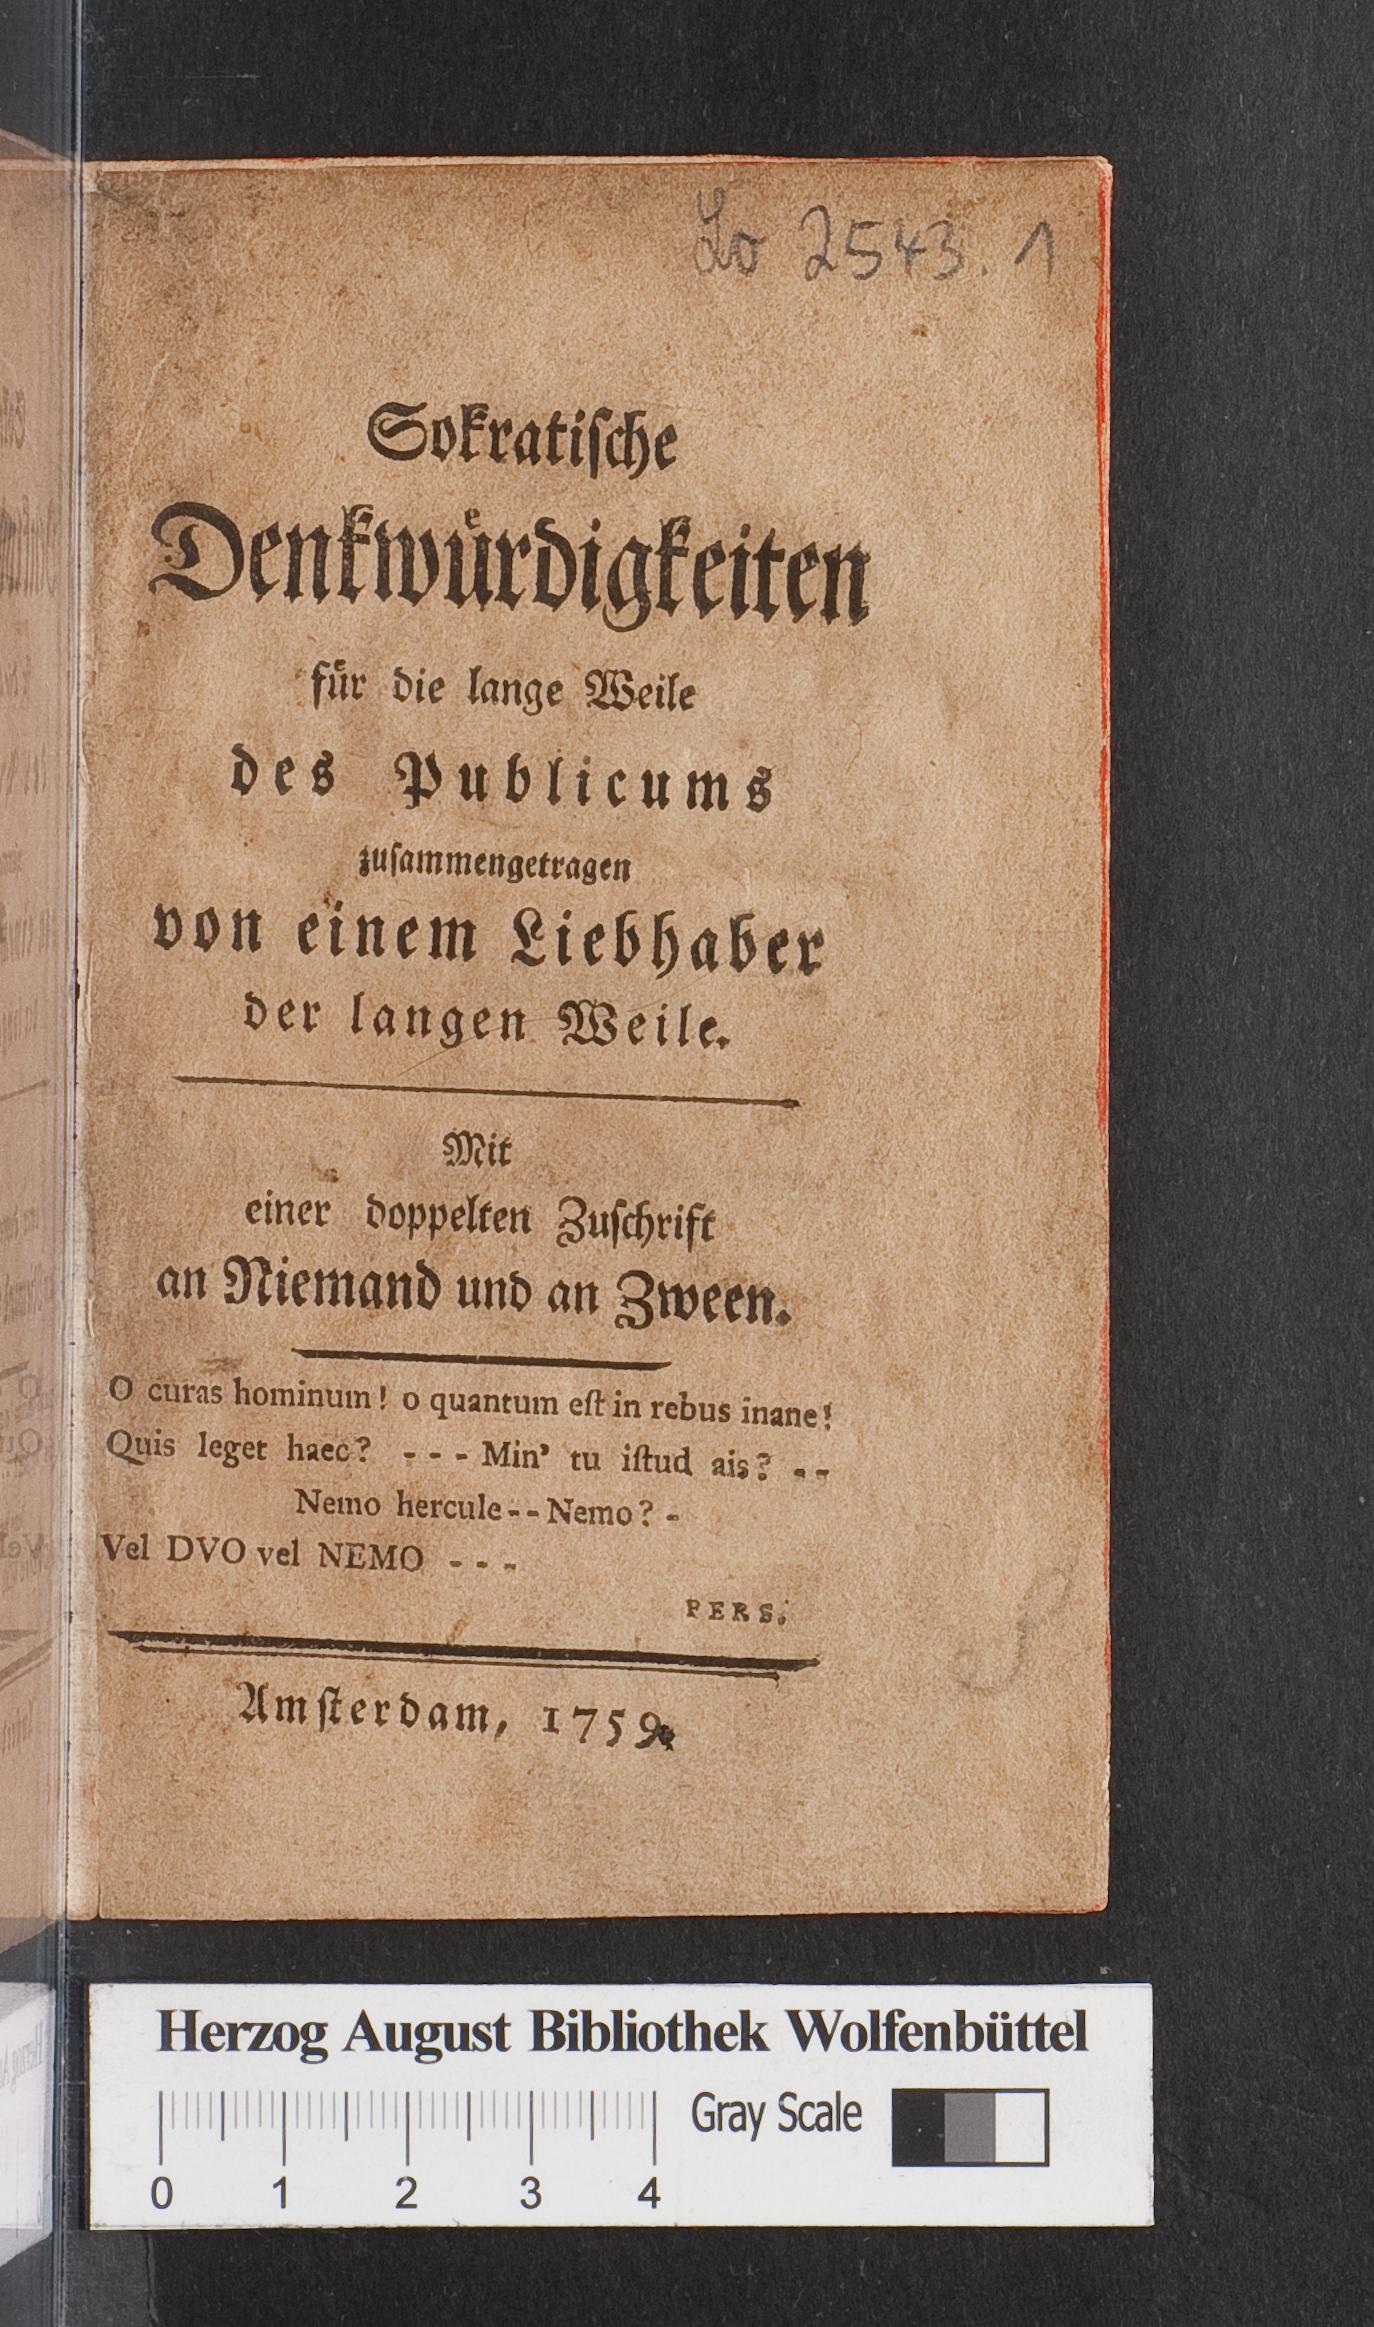 Lo 2543. 1
Sokratiſche
Denkwuͤrdigkeiten
fuͤr die lange Weile
des Publicums
zuſammengetragen
von einem Liebhaber
der langen Weile.
Mit
einer doppelten Zuſchrift
an Niemand und an Zween.
O curas hominum! o quantum eſt in rebus inane!
Quis leget haec? - - - Min' tu iſtud ais? - -
Nemo hercule - - Nemo? -
Vel DVO vel NEMO - - -
PERS.
Amſterdam, 1759.
Herzog August Bibliothek Wolfenbüttel
Gray Scale
0 1 2 3 4